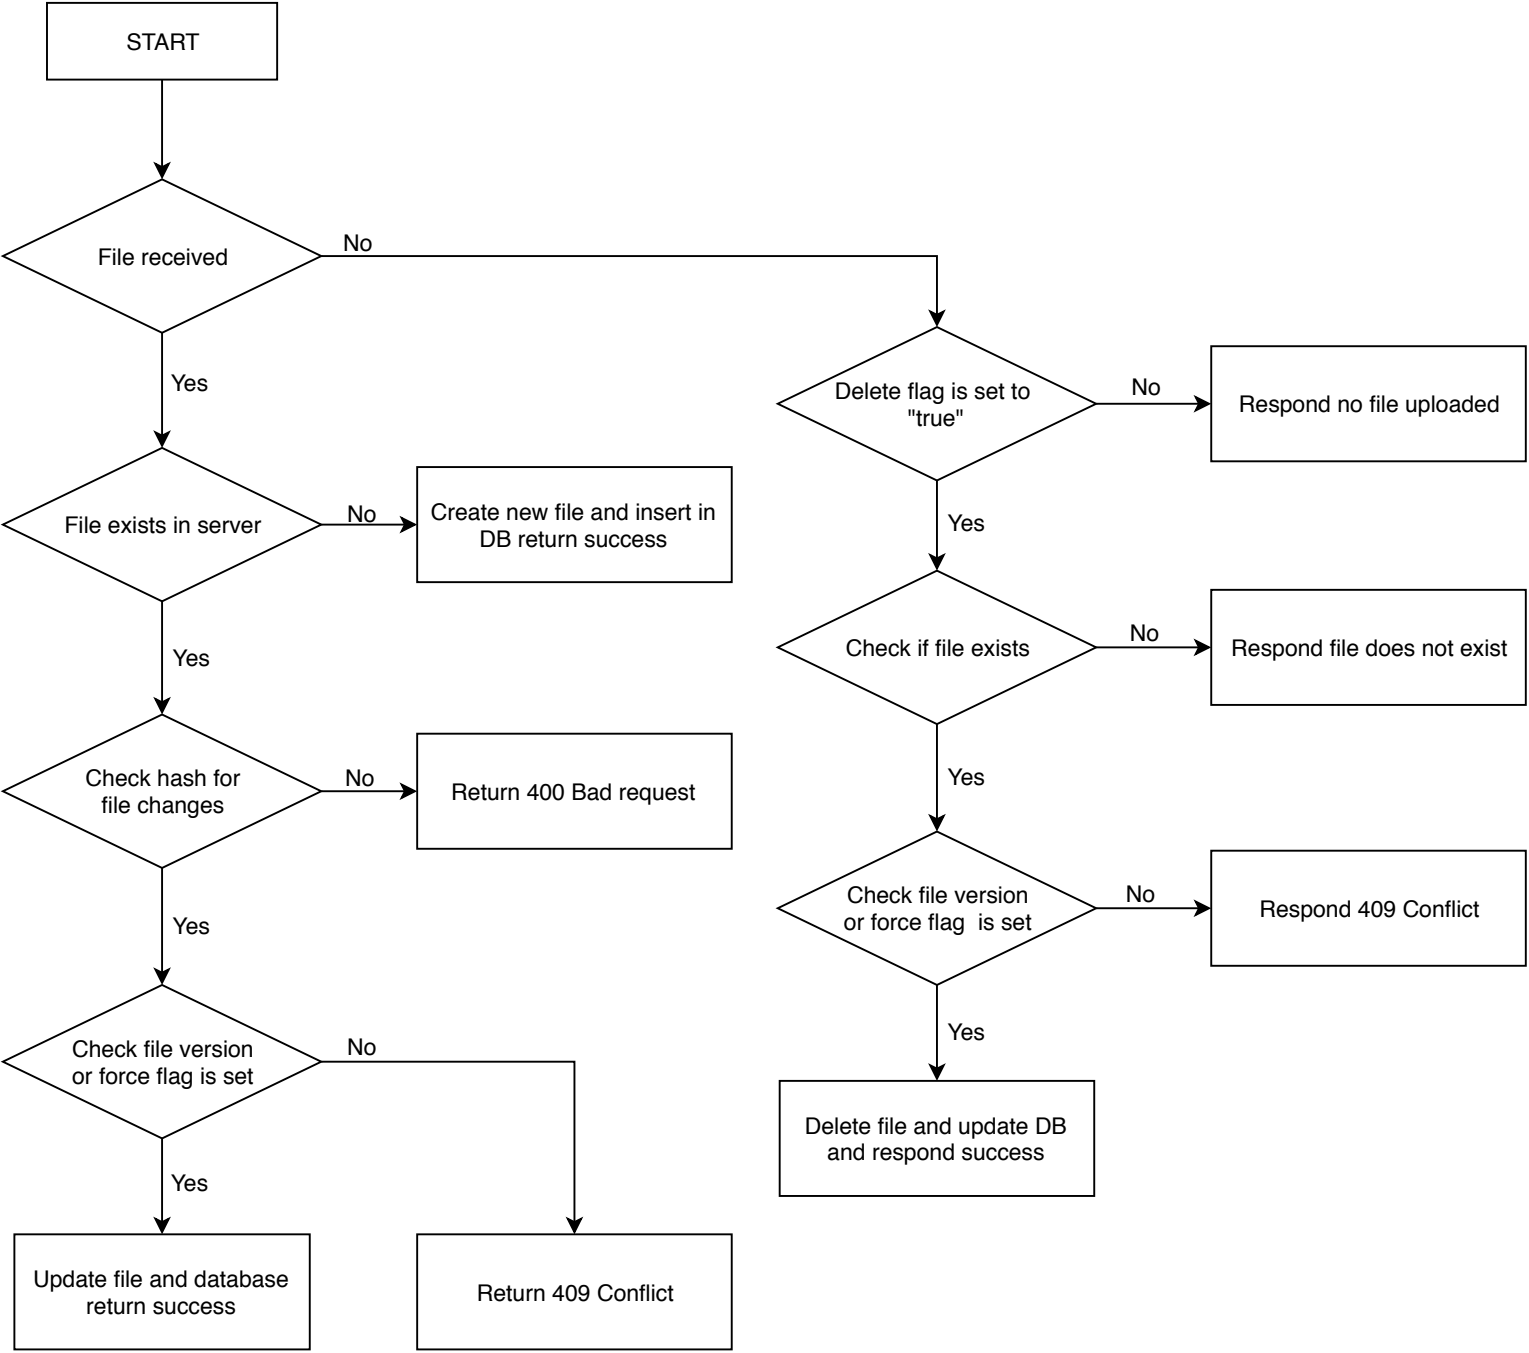 START
File received
No
Yes
Delete flag is set to
"true"
No
Respond no file uploaded
Yes
File exists in server
No
Create new file and insert in
DB return success
Yes
Check if file exists
No
Respond file does not exist
Yes
Check hash for
file changes
No
Return 400 Bad request
Yes
Check file version
or force flag  is set
No
Respond 409 Conflict
Yes
Check file version
or force flag is set
No
Yes
Delete file and update DB
and respond success
Update file and database
return success
Return 409 Conflict